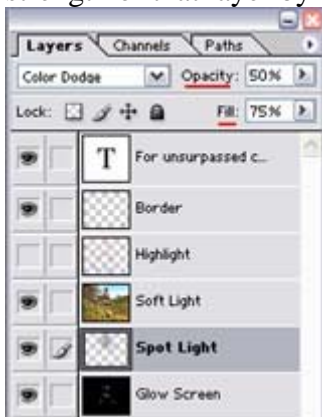 Layers Channels Paths
Color Dodge Opacity: 50%
Lock: Fill: 75%
T For unsurpassed c...
Border
Highlight
Soft Light
Spot Light
Glow Screen